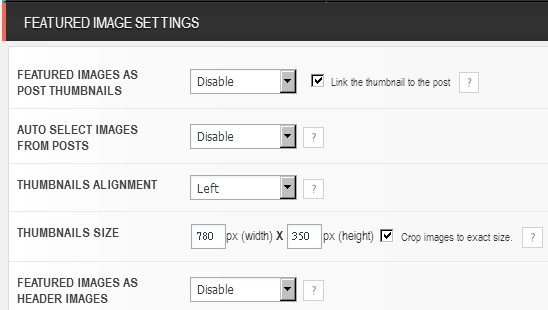 FEATURED IMAGE SETTINGS
FEATURED IMAGES AS
POST THUMBNAILS
Disable
Link the thumbnail to the post
?
AUTO SELECT IMAGES
FROM POSTS
Disable
?
THUMBNAILS ALIGNMENT
Left
?
THUMBNAILS SIZE
780 px (width) X 350 px (height)
Crop images to exact size.
?
FEATURED IMAGES AS
HEADER IMAGES
Disable
?